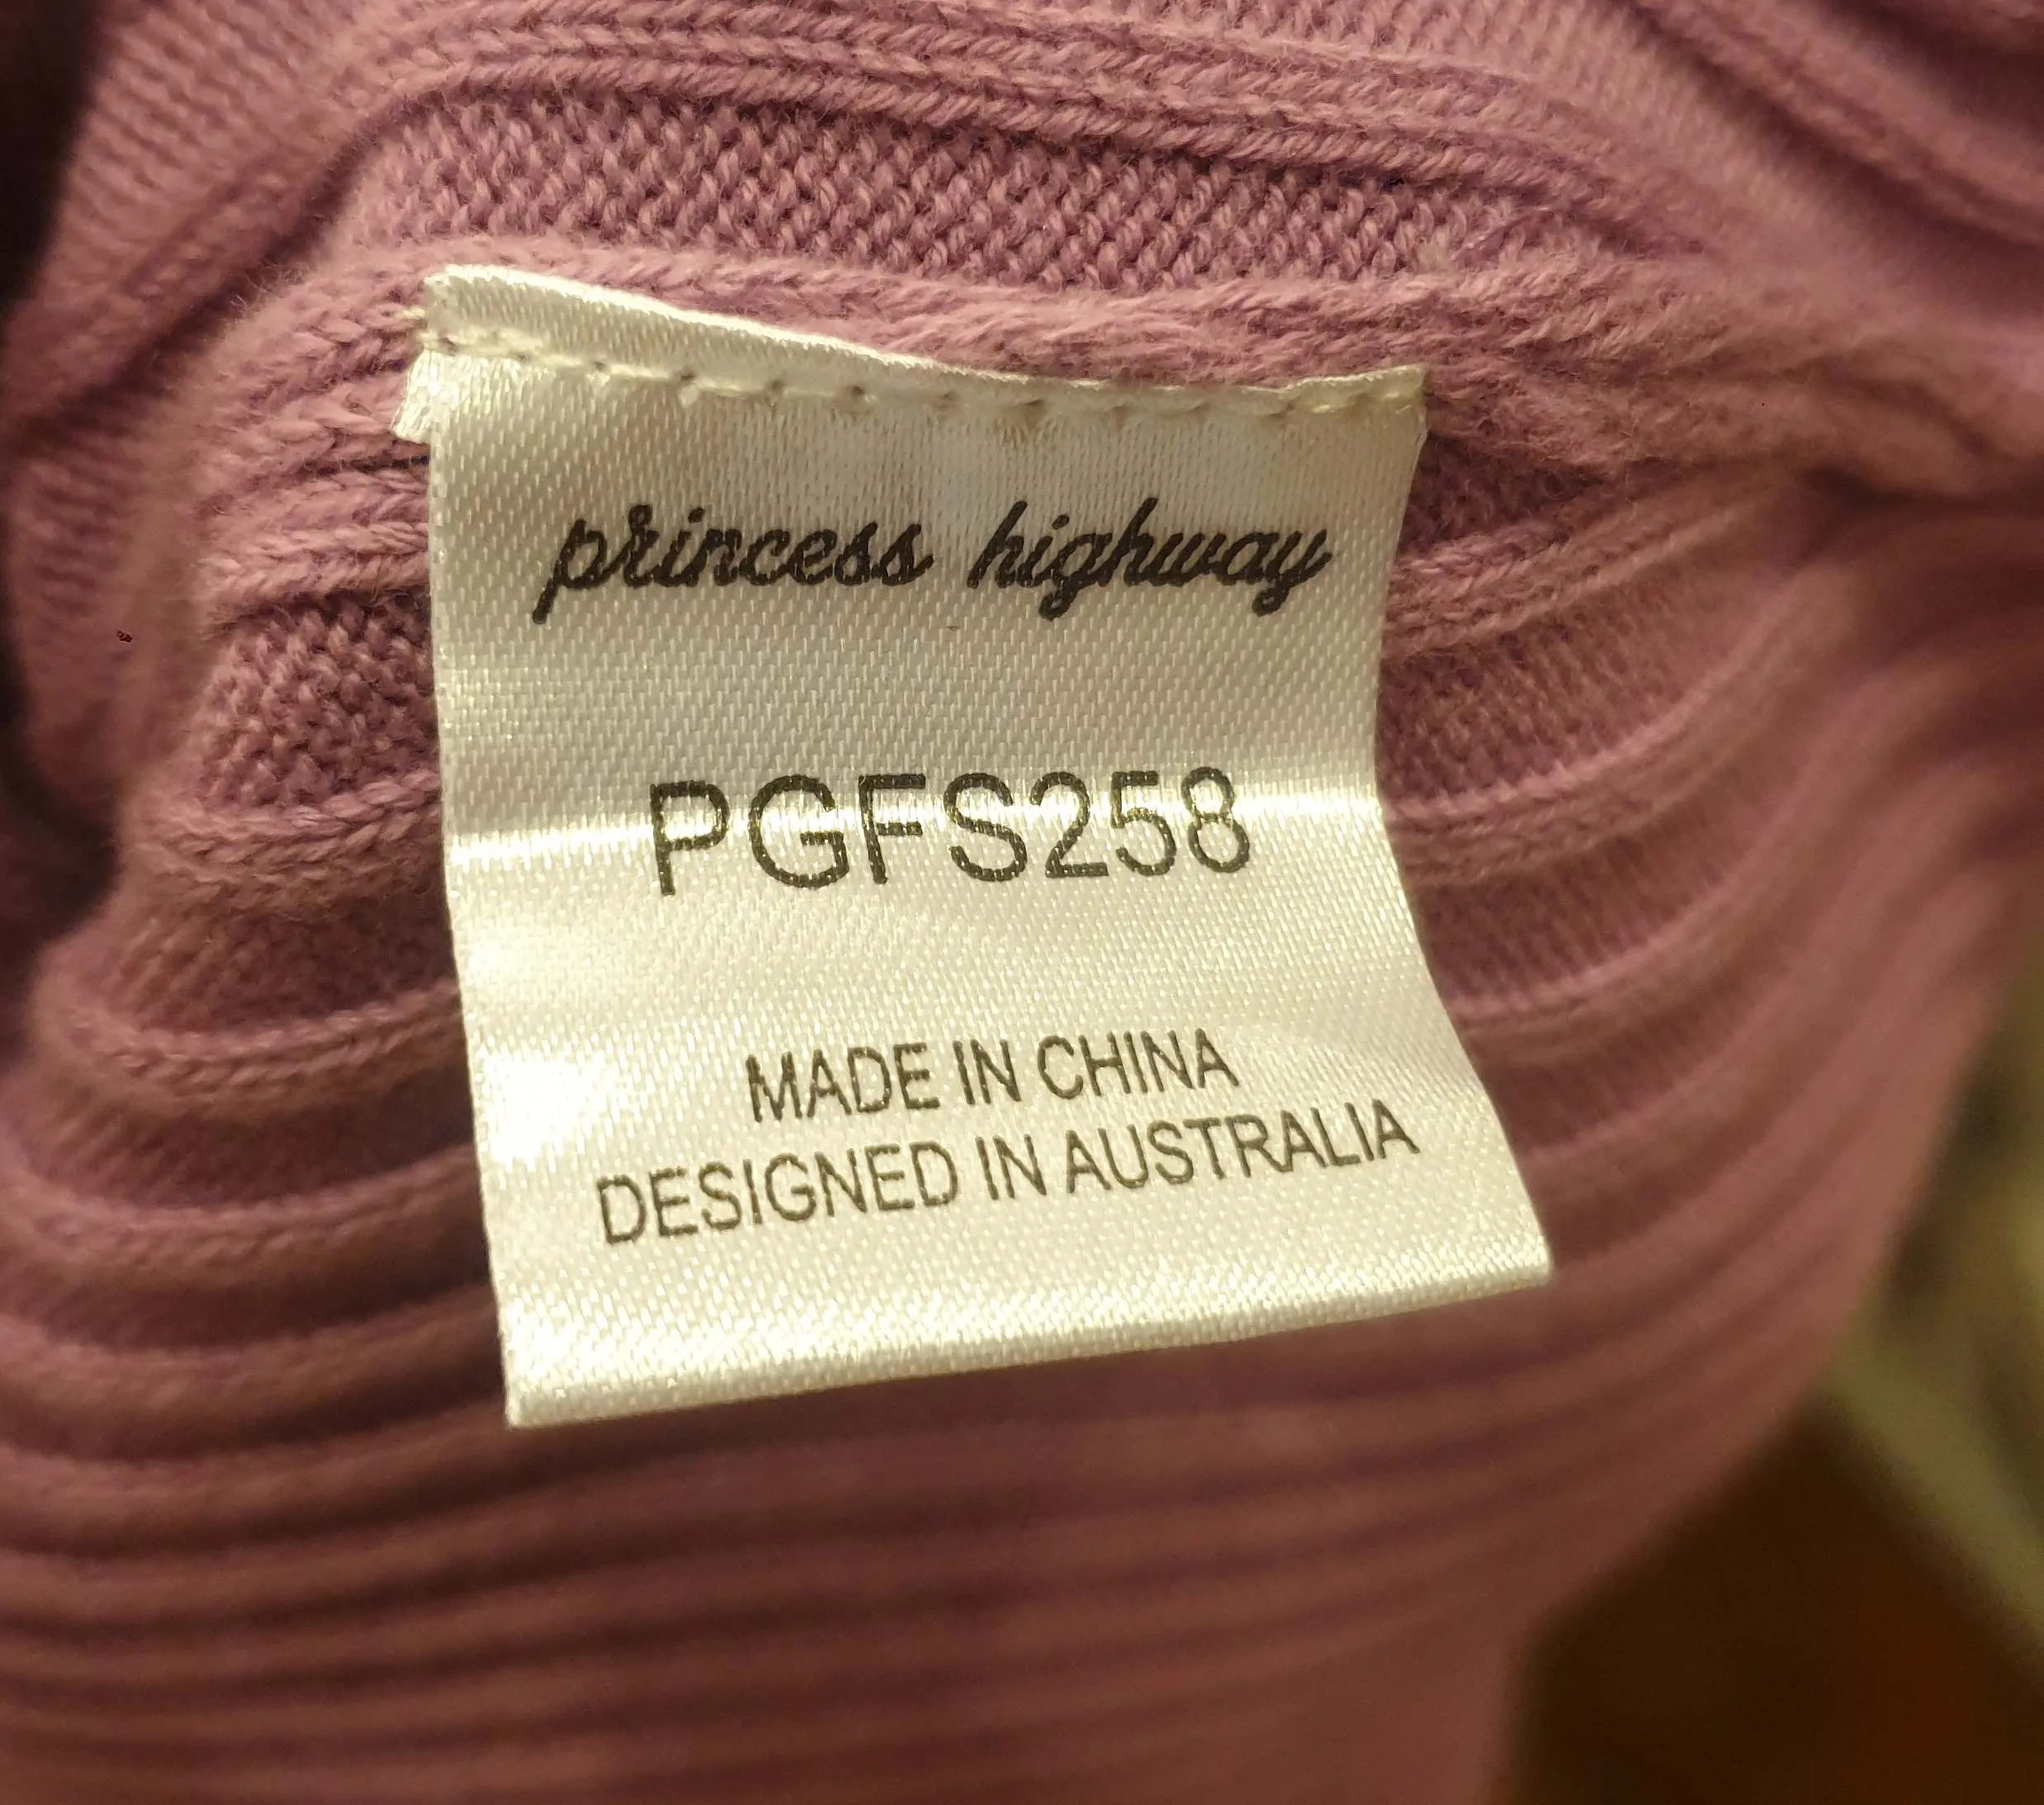 princess highway
PGFS258
MADE IN CHINA
DESIGNED IN AUSTRALIA